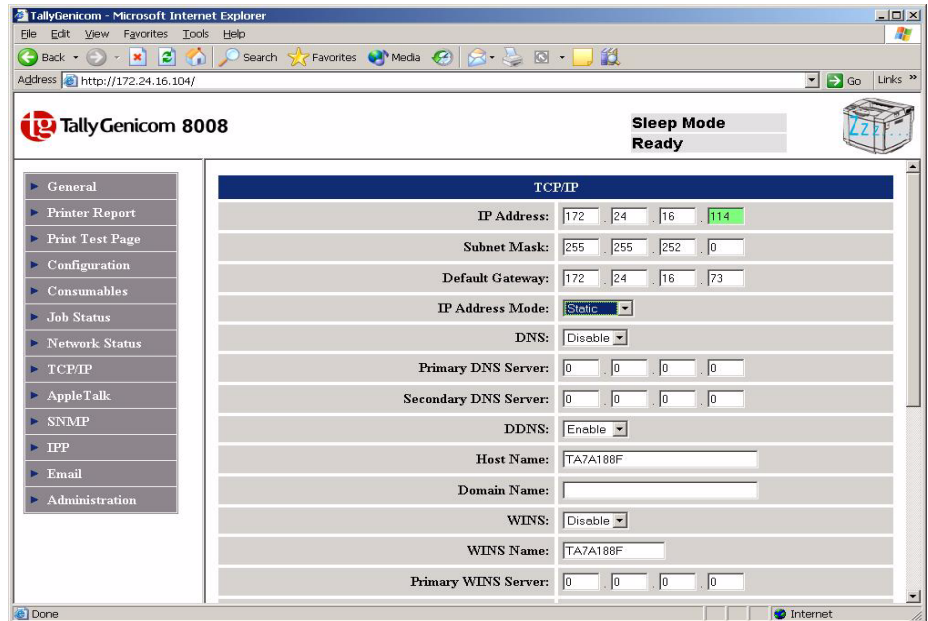 TallyGenicom - Microsoft Internet Explorer
File Edit View Favorites Tools Help
Back Search Favorites Media
Address http://172.24.16.104/ Go Links »
tg TallyGenicom 8008
Sleep Mode
Ready
Zzz
General
Printer Report
Print Test Page
Configuration
Consumables
Job Status
Network Status
TCP/IP
AppleTalk
SNMP
IPP
Email
Administration
TCP/IP
IP Address: 172 . 24 . 16 . 114
Subnet Mask: 255 . 255 . 252 . 0
Default Gateway: 172 . 24 . 16 . 73
IP Address Mode: Static
DNS: Disable
Primary DNS Server: 0 . 0 . 0 . 0
Secondary DNS Server: 0 . 0 . 0 . 0
DDNS: Enable
Host Name: TA7A188F
Domain Name:
WINS: Disable
WINS Name: TA7A188F
Primary WINS Server: 0 . 0 . 0 . 0
Done Internet